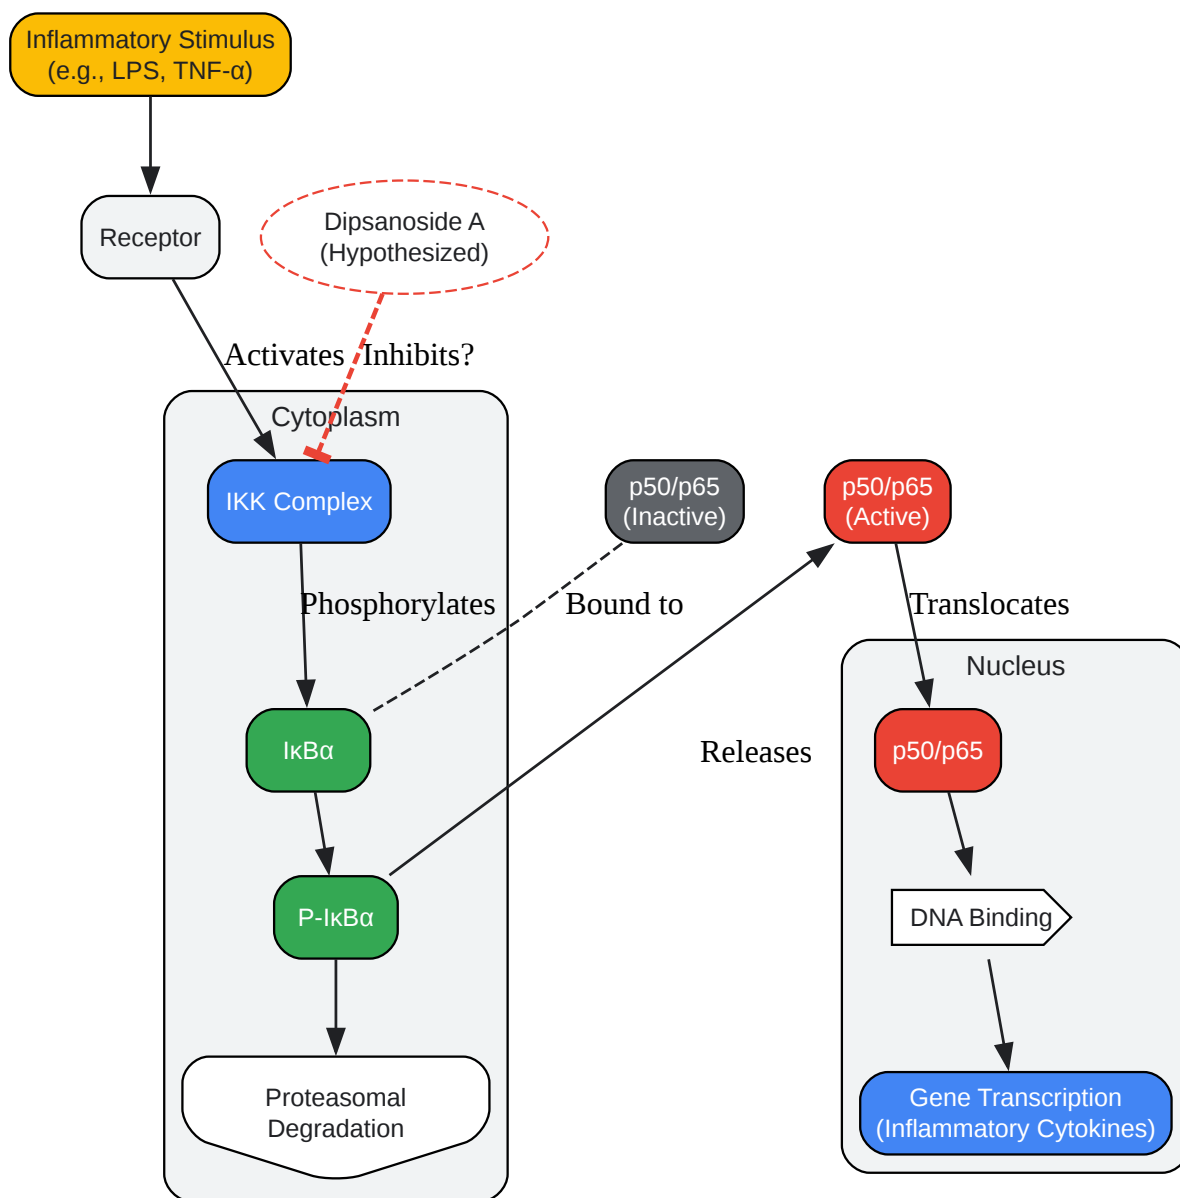 Inflammatory Stimulus
(e.g., LPS, TNF-α)
Receptor
Dipsanoside A
(Hypothesized)
Activates
Inhibits?
Cytoplasm
IKK Complex
p50/p65
(Inactive)
p50/p65
(Active)
Phosphorylates
Bound to
Translocates
Nucleus
IκBα
Releases
p50/p65
P-IκBα
DNA Binding
Proteasomal
Degradation
Gene Transcription
(Inflammatory Cytokines)